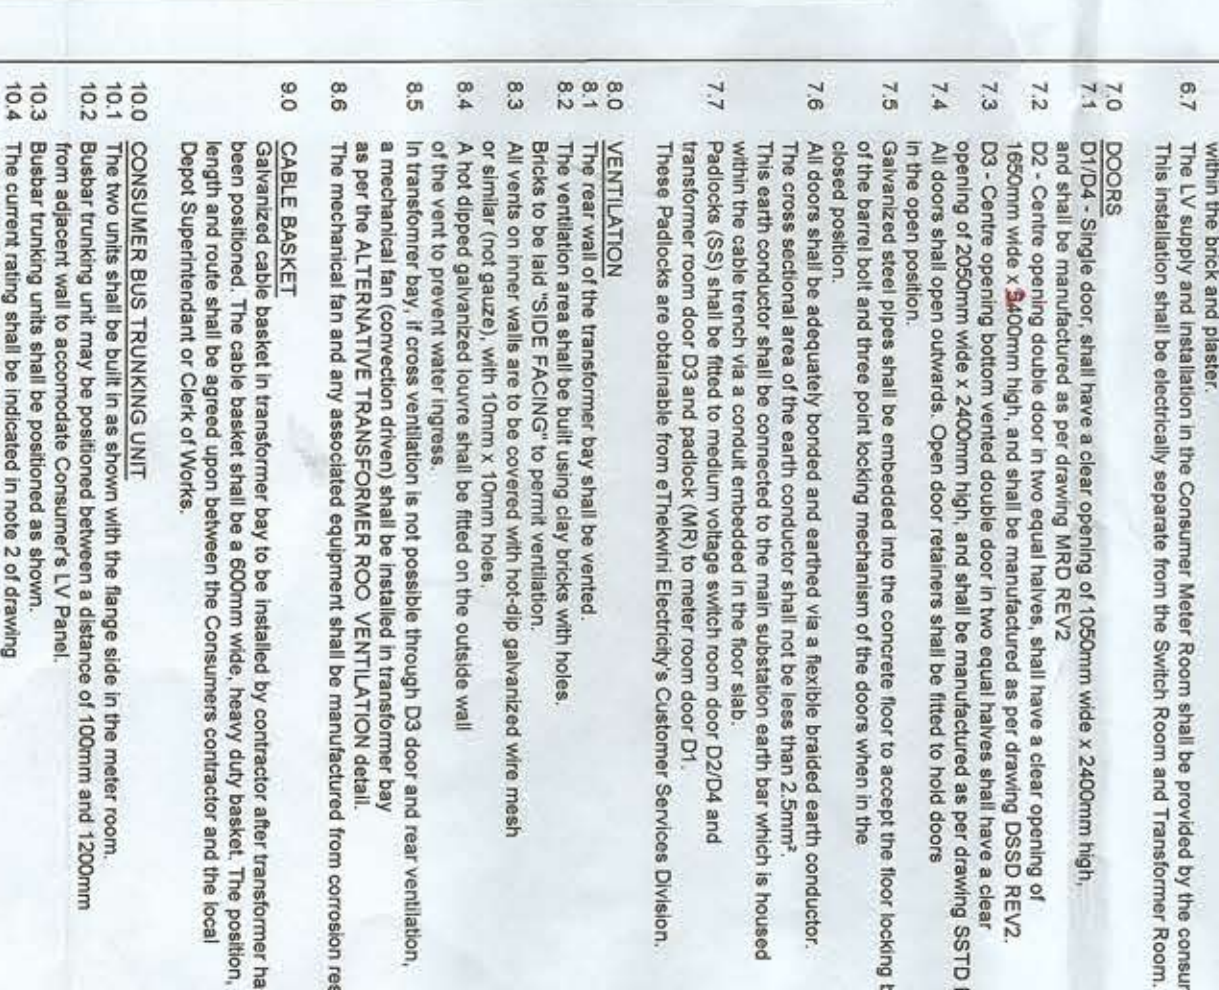 within the brick and plaster.
6.7 The LV supply and installation in the Consumer Meter Room shall be provided by the
This installation shall be electrically separate from the Switch Room and Transformer Room.
7.0 DOORS
7.1 D1/D4 - Single door, shall have a clear opening of 1050mm wide x 2400mm high,
and shall be manufactured as per drawing MRD REV2
7.2 D2 - Centre opening double door in two equal halves, shall have a clear opening of
1650mm wide x 400mm high, and shall be manufactured as per drawing DSSD REV2.
7.3 D3 - Centre opening bottom vented double door in two equal halves shall have a clear
opening of 2050mm wide x 2400mm high, and shall be manufactured as per drawing SSTD
7.4 All doors shall open outwards. Open door retainers shall be fitted to hold doors
in the open position.
7.5 Galvanized steel pipes shall be embedded into the concrete floor to accept the floor locking
of the barrel bolt and three point locking mechanism of the doors when in the
closed position.
7.6 All doors shall be adequately bonded and earthed via a flexible braided earth conductor.
The cross sectional area of the earth conductor shall not be less than 2.5mm².
This earth conductor shall be connected to the main substation earth bar which is housed
within the cable trench via a conduit embedded in the floor slab.
7.7 Padlocks (SS) shall be fitted to medium voltage switch room door D2/D4 and
transformer room door D3 and padlock (MR) to meter room door D1.
These Padlocks are obtainable from eThekwini Electricity's Customer Services Division.
8.0 VENTILATION
8.1 The rear wall of the transformer bay shall be vented.
8.2 The ventilation area shall be built using clay bricks with holes.
Bricks to be laid "SIDE FACING" to permit ventilation.
8.3 All vents on inner walls are to be covered with hot-dip galvanized wire mesh
or similar (not gauze), with 10mm x 10mm holes.
8.4 A hot dipped galvanized louvre shall be fitted on the outside wall
of the vent to prevent water ingress.
8.5 In transformer bay, if cross ventilation is not possible through D3 door and rear ventilation,
a mechanical fan (convection driven) shall be installed in transfomer bay
as per the ALTERNATIVE TRANSFORMER ROO VENTILATION detail.
8.6 The mechanical fan and any associated equipment shall be manufactured from corrosion res
9.0 CABLE BASKET
Galvanized cable basket in transformer bay to be installed by contractor after transformer ha
been positioned. The cable basket shall be a 600mm wide, heavy duty basket. The position,
length and route shall be agreed upon between the Consumers contractor and the local
Depot Superintendant or Clerk of Works.
10.0 CONSUMER BUS TRUNKING UNIT
10.1 The two units shall be built in as shown with the flange side in the meter room.
10.2 Busbar trunking unit may be positioned between a distance of 100mm and 1200mm
from adjacent wall to accomodate Consumer's LV Panel.
10.3 Busbar trunking units shall be positioned as shown.
10.4 The current rating shall be indicated in note 2 of drawing